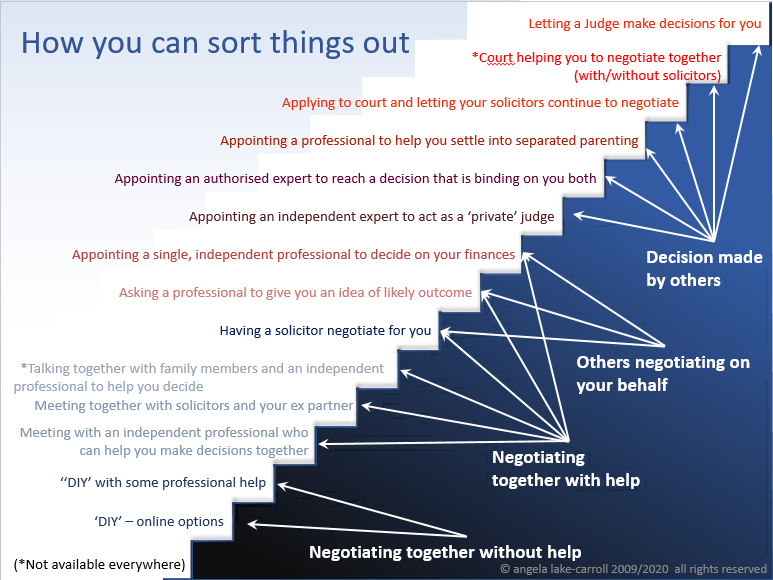 How you can sort things out
Letting a Judge make decisions for you
*Court helping you to negotiate together
(with/without solicitors)
Applying to court and letting your solicitors continue to negotiate
Appointing a professional to help you settle into separated parenting
Appointing an authorised expert to reach a decision that is binding on you both
Appointing an independent expert to act as a ‘private’ judge
Appointing a single, independent professional to decide on your finances
Asking a professional to give you an idea of likely outcome
Having a solicitor negotiate for you
*Talking together with family members and an independent
professional to help you decide
Meeting together with solicitors and your ex partner
Meeting with an independent professional who
can help you make decisions together
‘’DIY’ with some professional help
‘DIY’ – online options
(*Not available everywhere)
Decision made
by others
Others negotiating on
your behalf
Negotiating
together with help
Negotiating together without help
© angela lake-carroll 2009/2020 all rights reserved